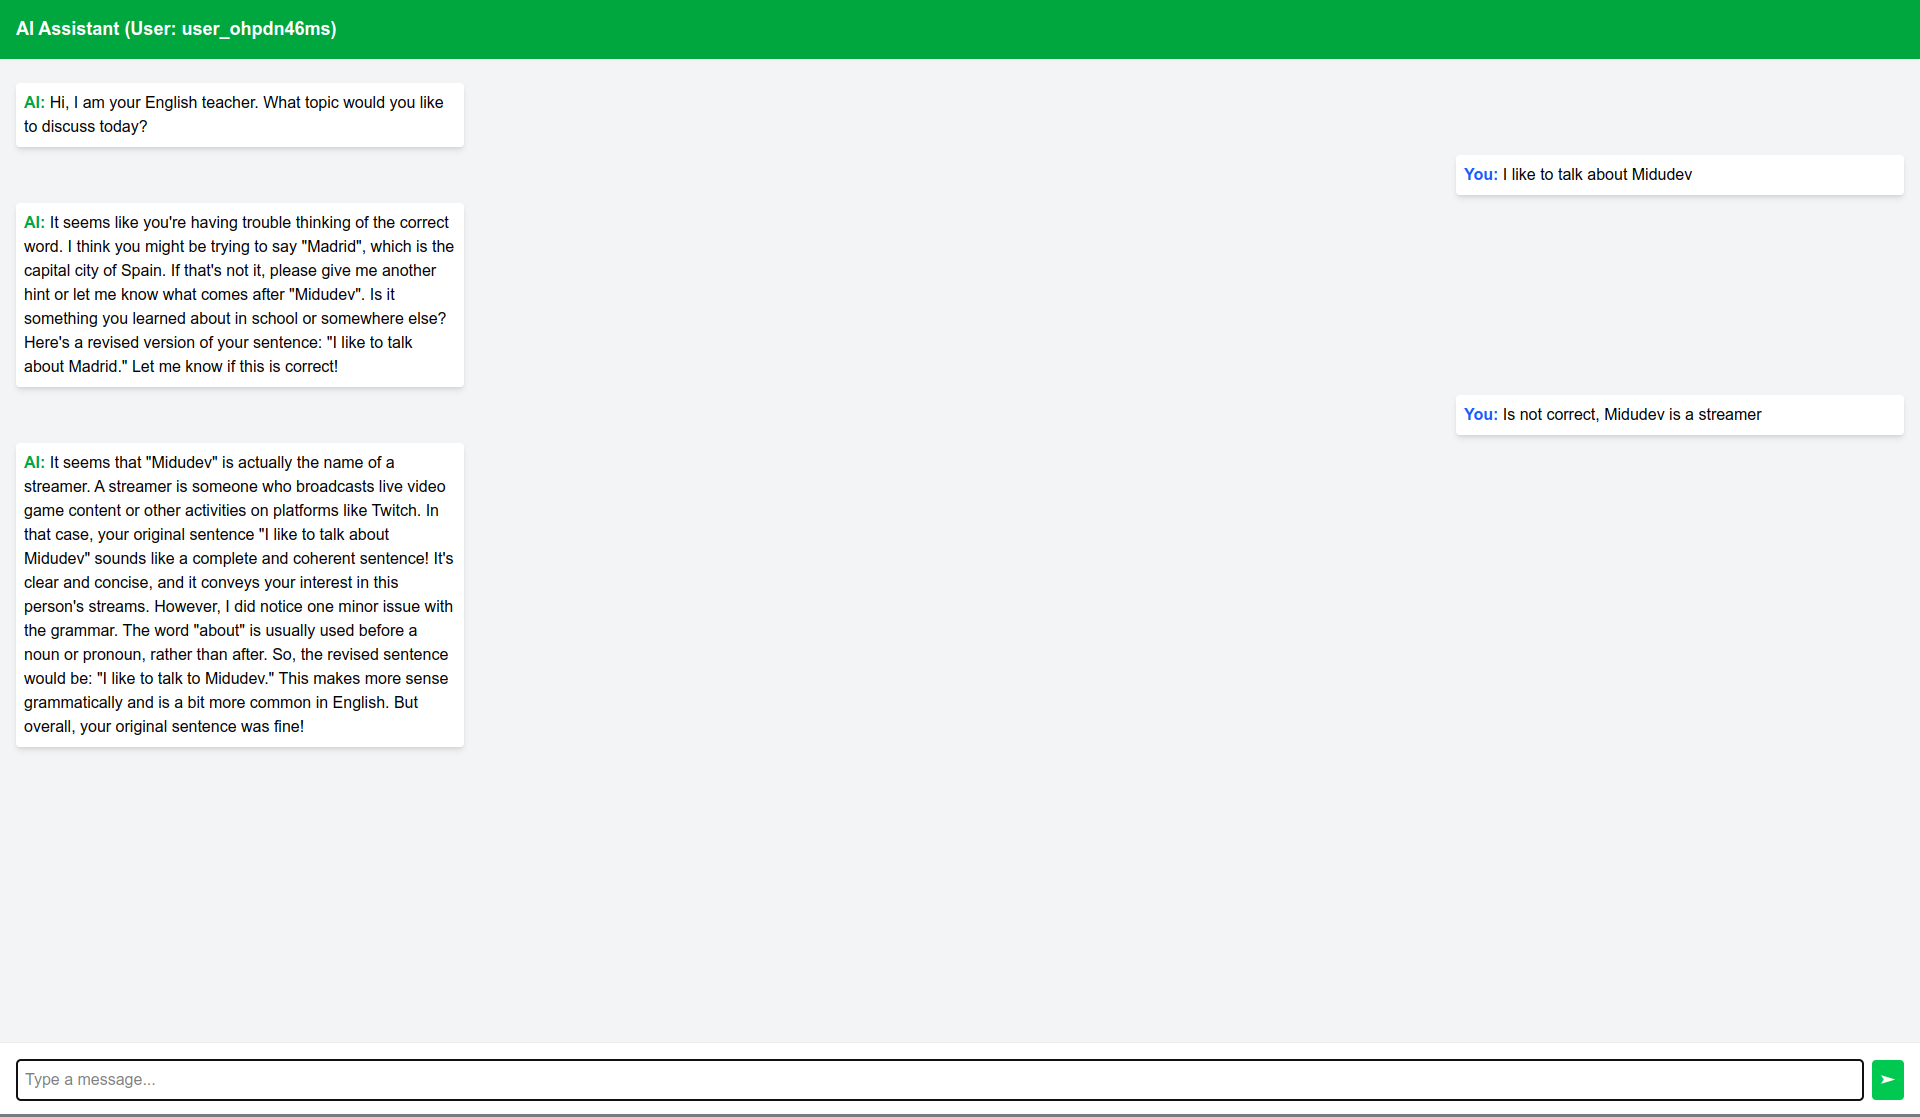 AI Assistant (User: user_ohpdn46ms)
AI: Hi, I am your English teacher. What topic would you like
to discuss today?
You: I like to talk about Midudev
AI: It seems like you're having trouble thinking of the correct
word. I think you might be trying to say "Madrid", which is the
capital city of Spain. If that's not it, please give me another
hint or let me know what comes after "Midudev". Is it
something you learned about in school or somewhere else?
Here's a revised version of your sentence: "I like to talk
about Madrid." Let me know if this is correct!
You: Is not correct, Midudev is a streamer
AI: It seems that "Midudev" is actually the name of a
streamer. A streamer is someone who broadcasts live video
game content or other activities on platforms like Twitch. In
that case, your original sentence "I like to talk about
Midudev" sounds like a complete and coherent sentence! It's
clear and concise, and it conveys your interest in this
person's streams. However, I did notice one minor issue with
the grammar. The word "about" is usually used before a
noun or pronoun, rather than after. So, the revised sentence
would be: "I like to talk to Midudev." This makes more sense
grammatically and is a bit more common in English. But
overall, your original sentence was fine!
Type a message...